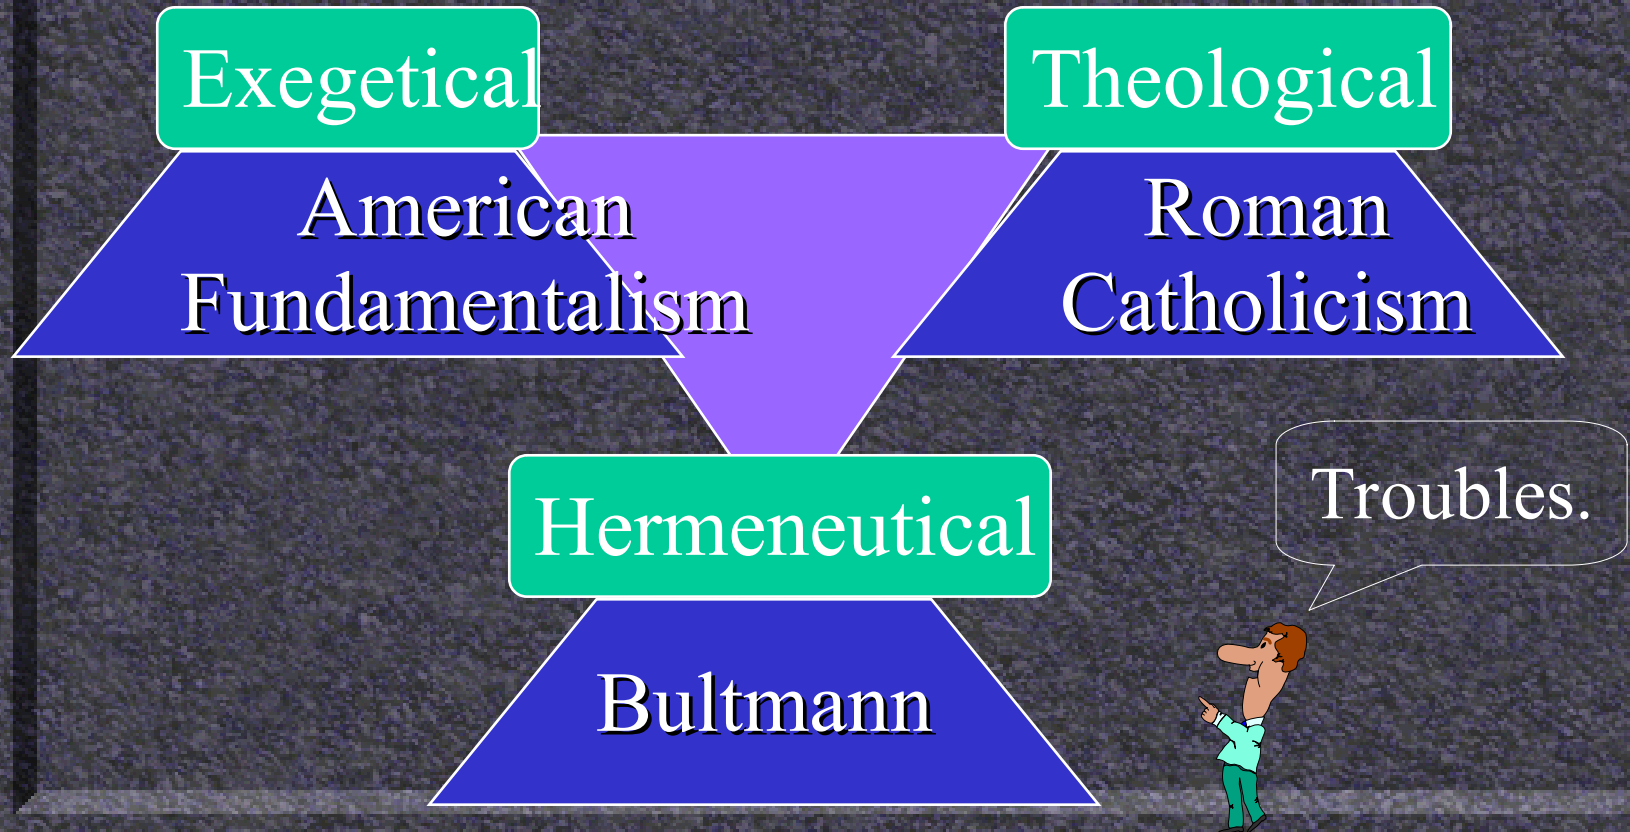 Exegetical
American
Fundamentalism
Theological
Roman
Catholicism
Hermeneutical
Bultmann
Troubles.